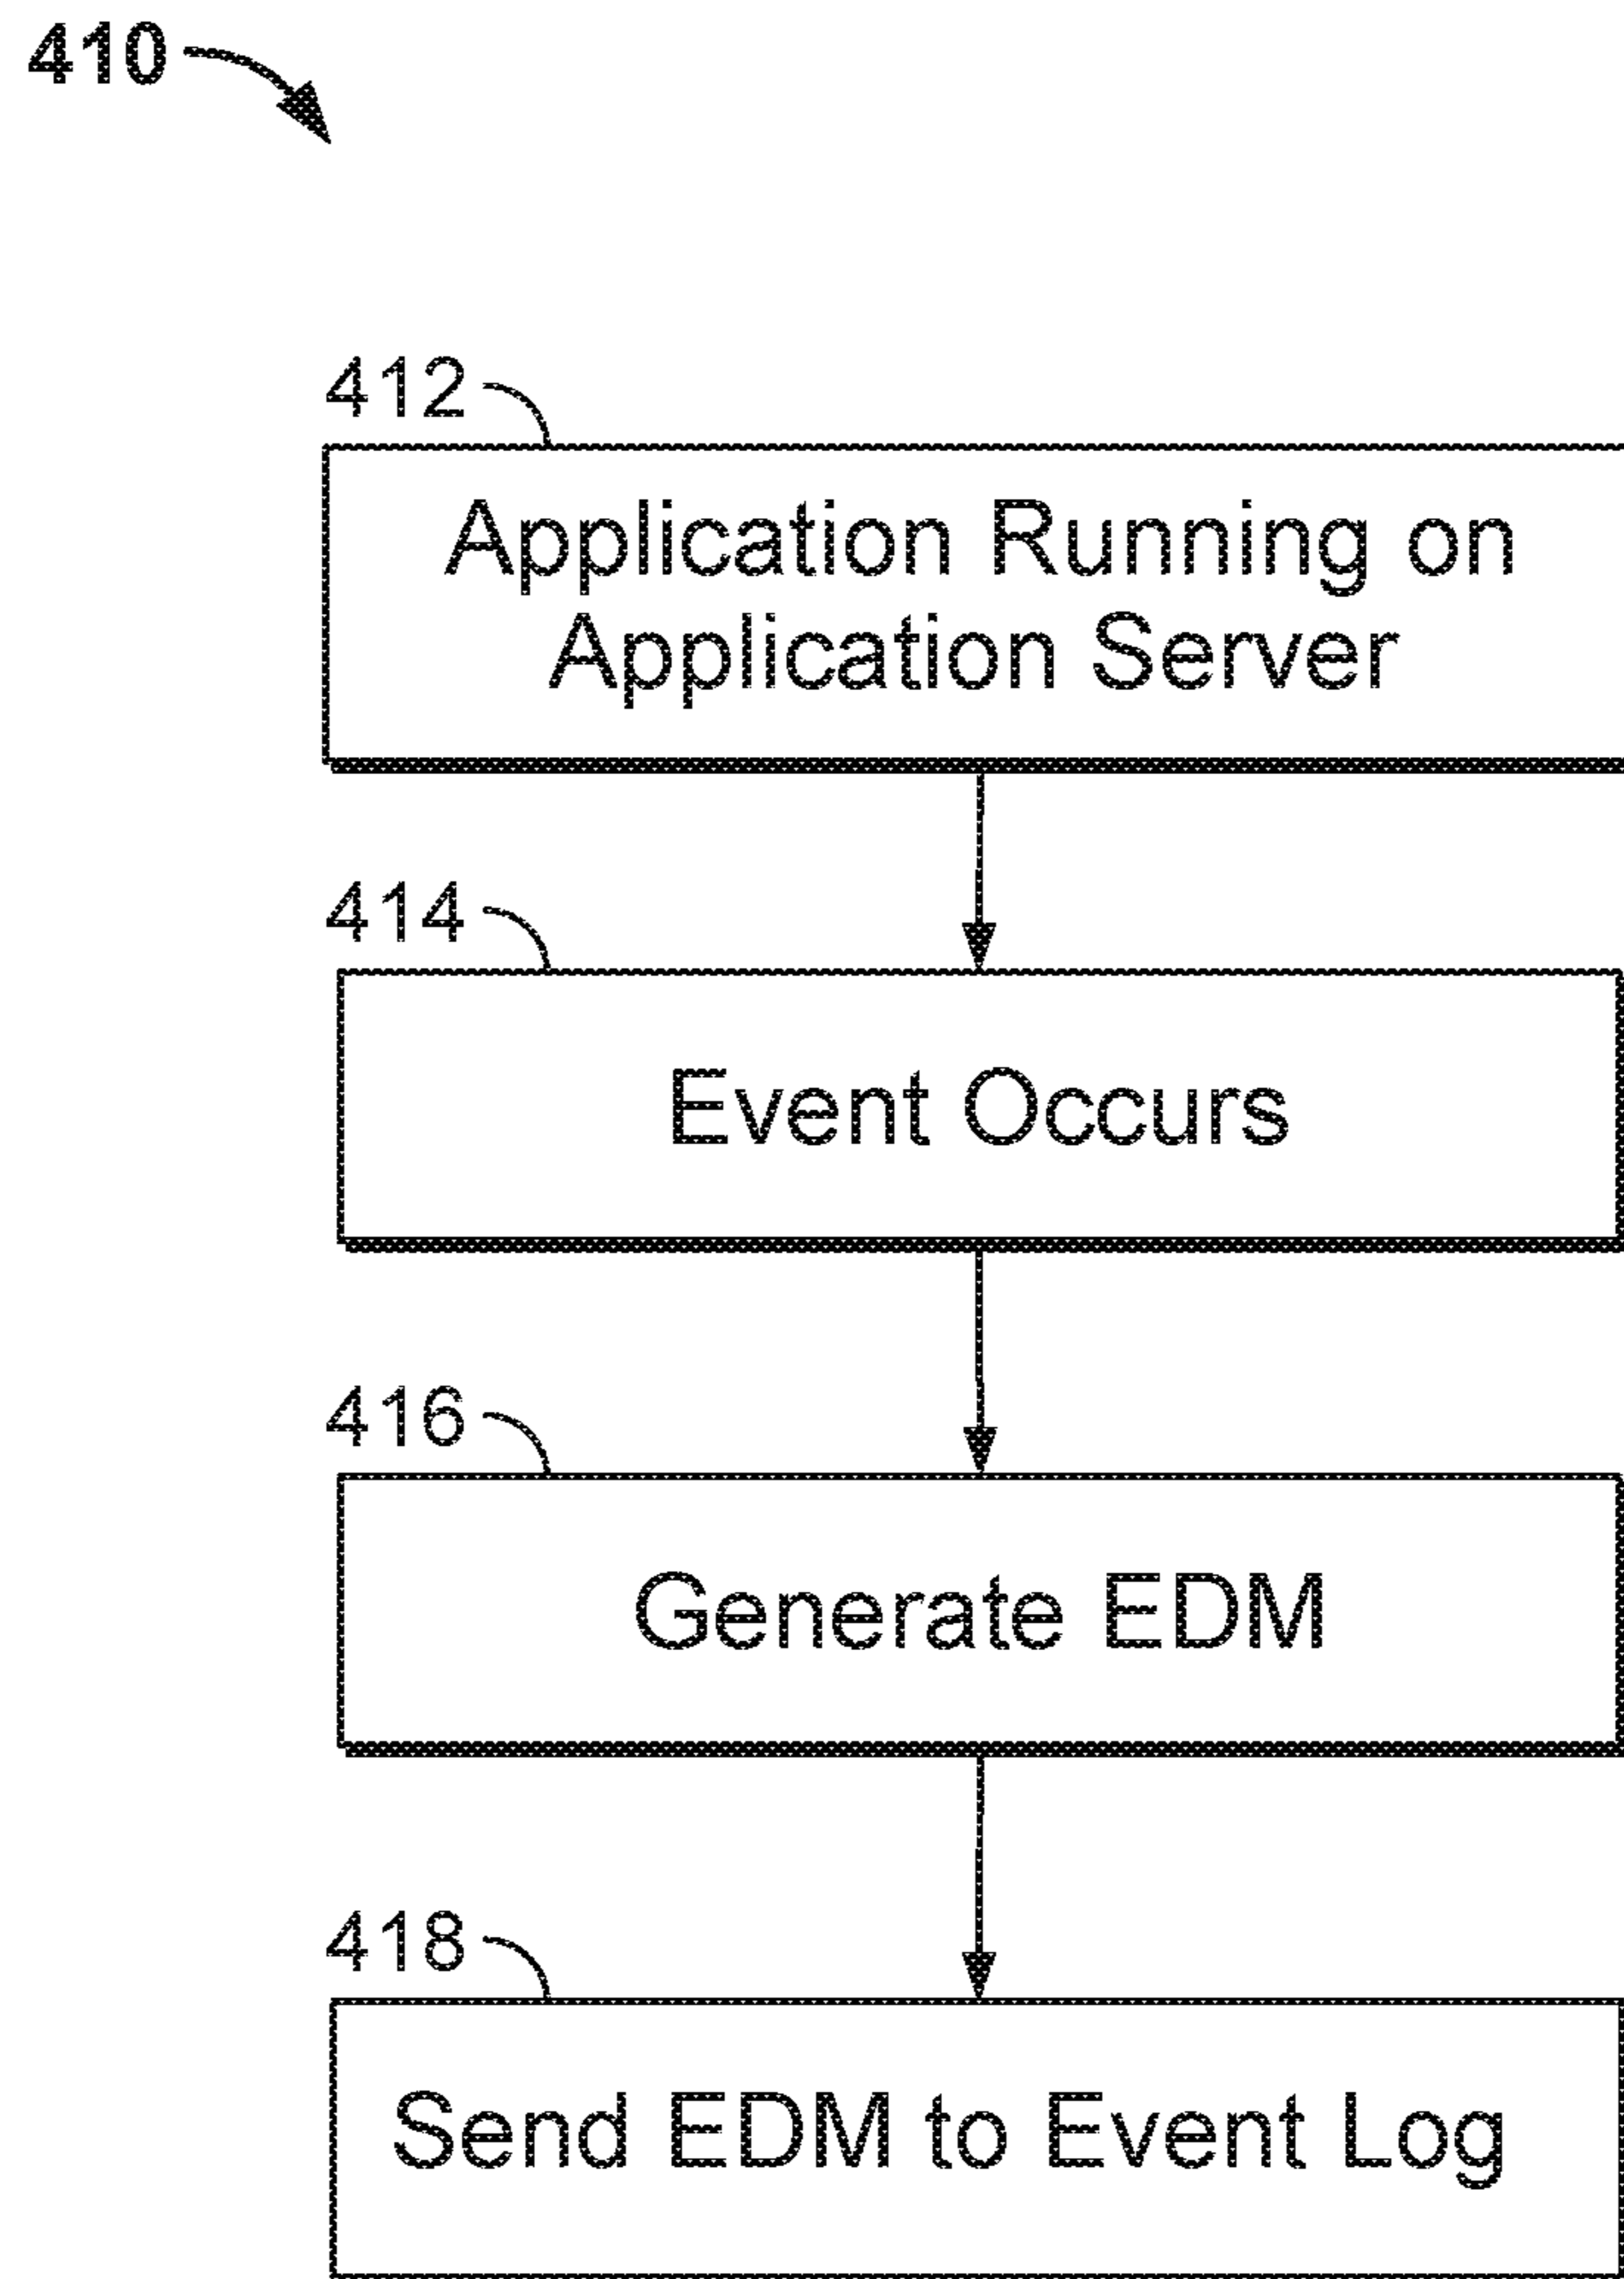 410
412
Application Running on
Application Server
414
Event Occurs
416
Generate EDM
418
Send EDM to Event Log